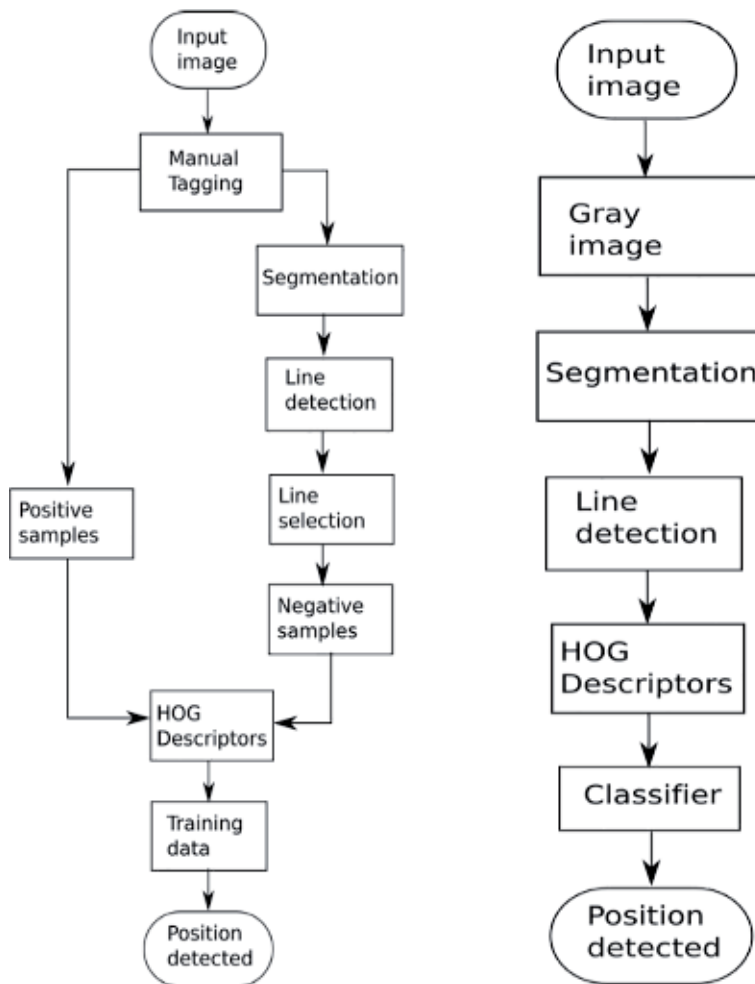 Input
image
Manual
Tagging
Segmentation
Line
detection
Line
selection
Positive
samples
Negative
samples
HOG
Descriptors
Training
data
Position
detected
Input
image
Gray
image
Segmentation
Line
detection
HOG
Descriptors
Classifier
Position
detected